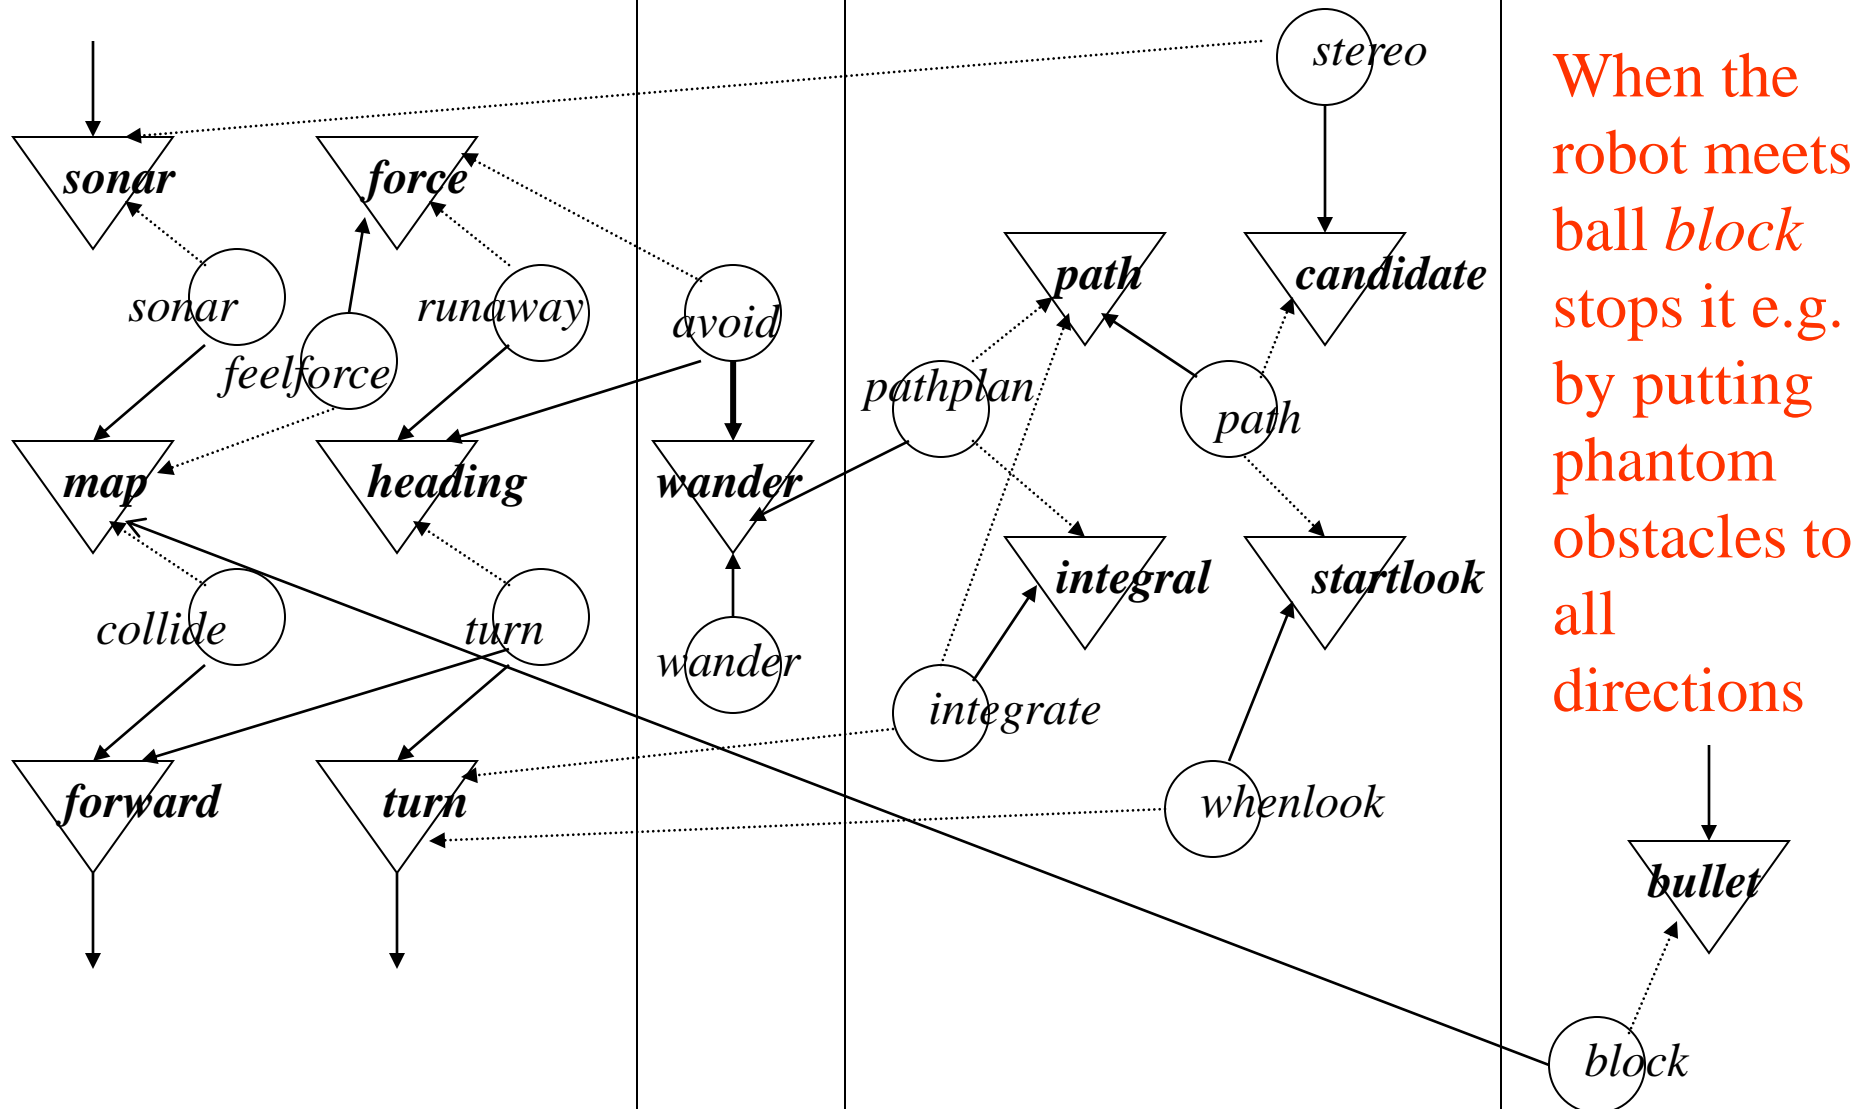 stereo
When the
robot meets
ball block
stops it e.g.
by putting
phantom
obstacles to
all
directions
sonar
force
path
candidate
sonar
runaway
avoid
feelforce
pathplan
path
map
heading
wander
integral
startlook
collide
turn
wander
integrate
forward
turn
whenlook
bullet
block